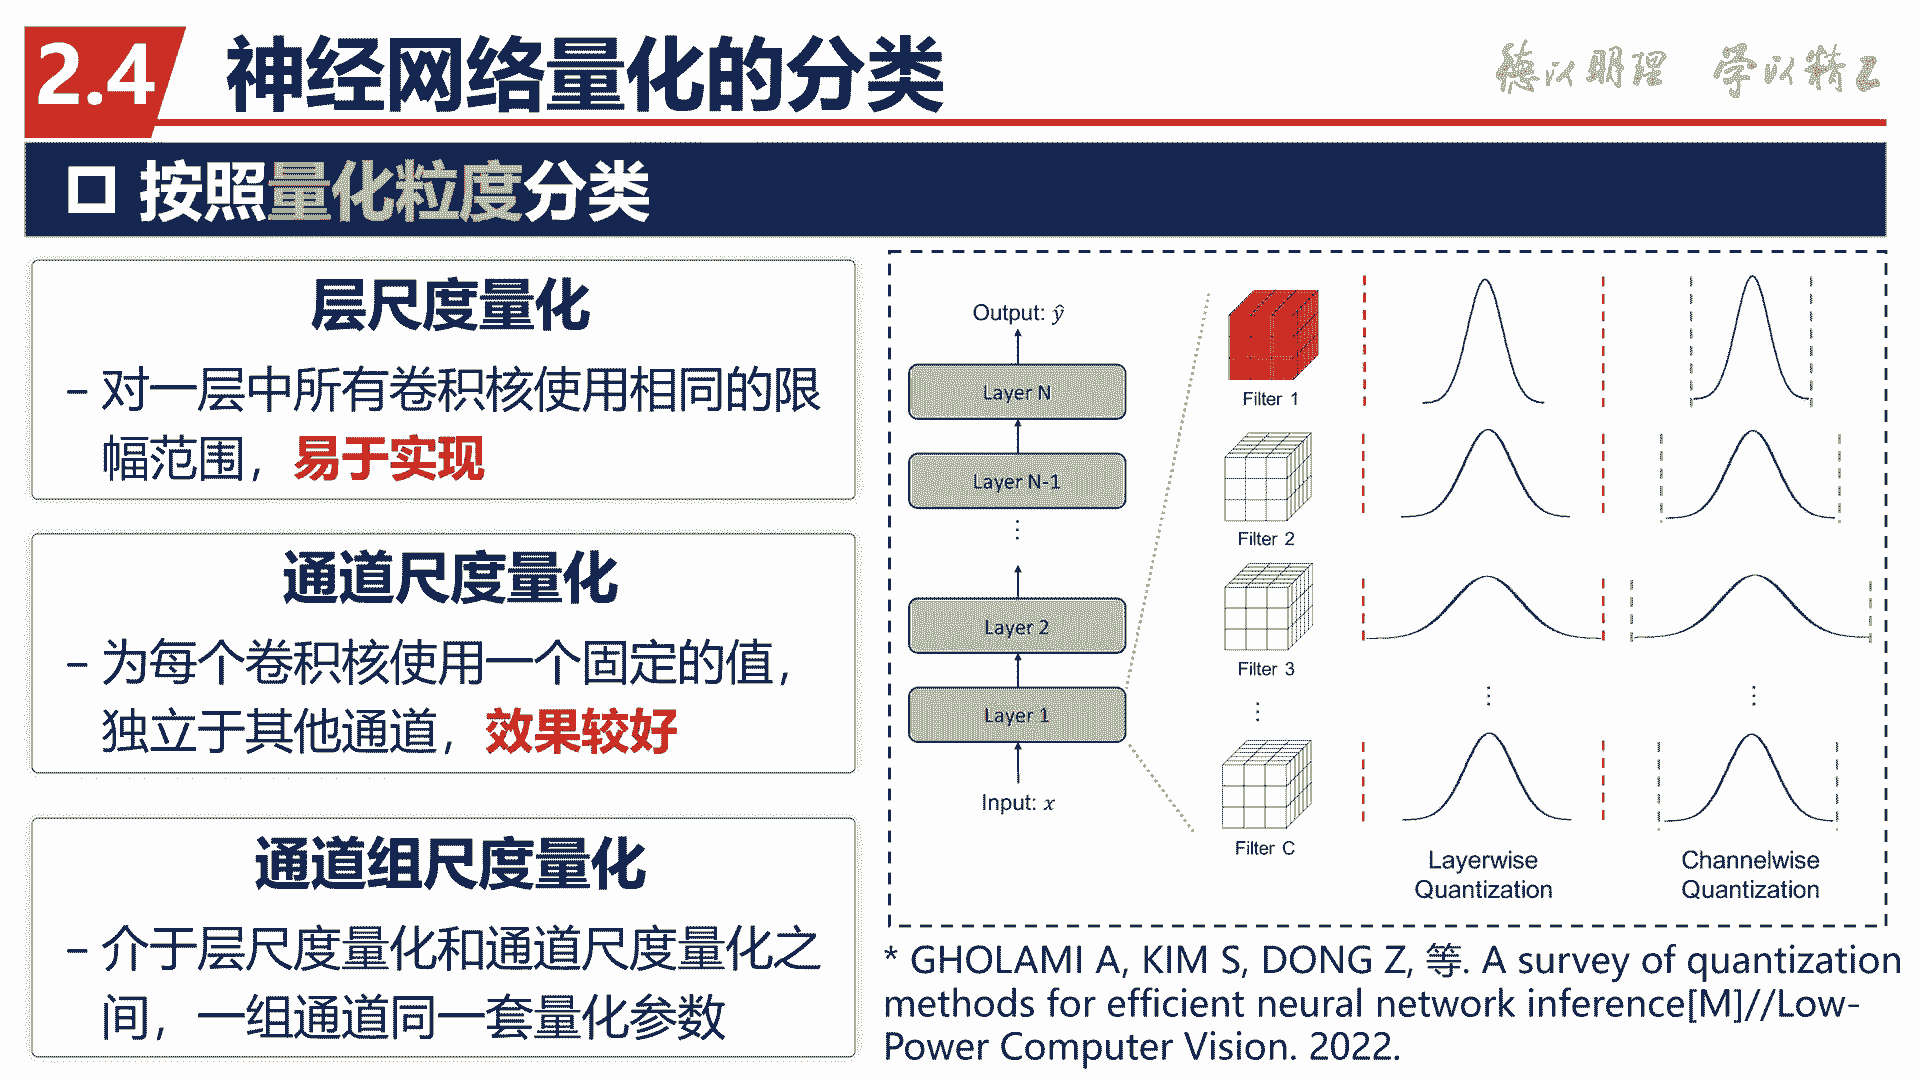 2.4
神经网络量化的分类
德以明理 学以精工
按照量化粒度分类
层尺度量化
– 对一层中所有卷积核使用相同的限
幅范围，易于实现
通道尺度量化
– 为每个卷积核使用一个固定的值，
独立于其他通道，效果较好
通道组尺度量化
– 介于层尺度量化和通道尺度量化之
间，一组通道同一套量化参数
Output: ŷ
Layer N
Layer N-1
⋮
Layer 2
Layer 1
Input: x
Filter 1
Filter 2
Filter 3
⋮
Filter C
⋮
⋮
Layerwise
Quantization
Channelwise
Quantization
* GHOLAMI A, KIM S, DONG Z, 等. A survey of quantization
methods for efficient neural network inference[M]//Low-
Power Computer Vision. 2022.